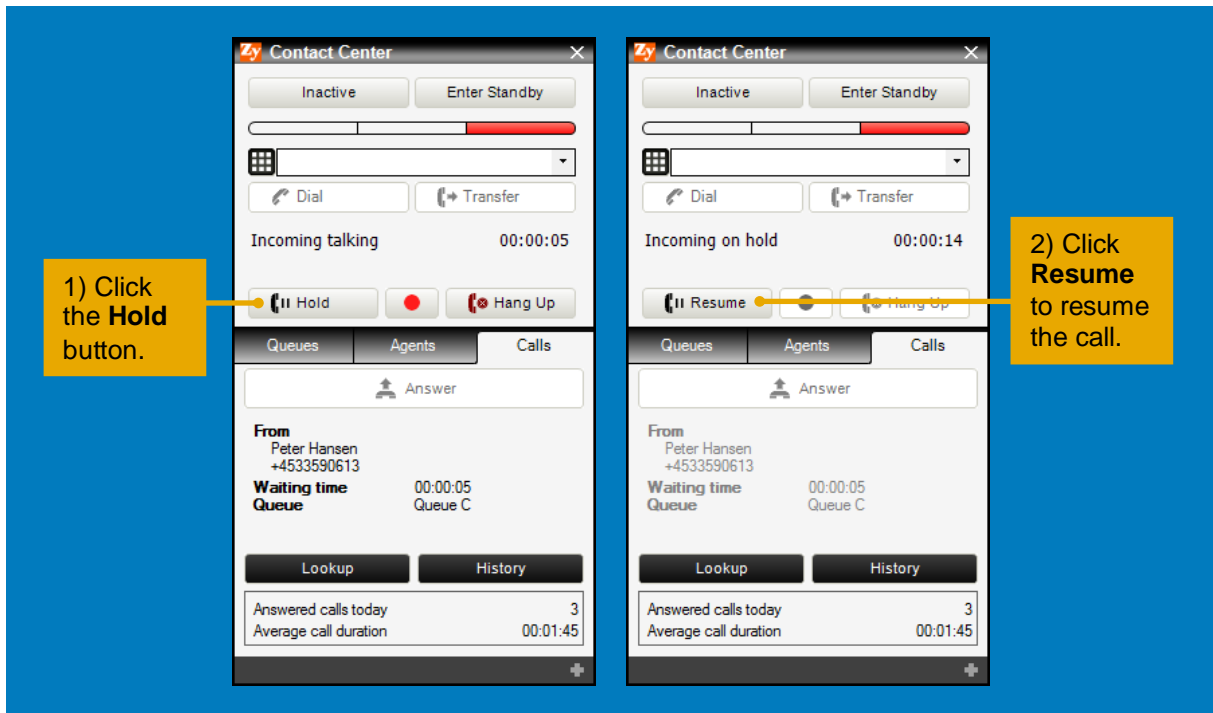 1) Click
the Hold
button.
Zy Contact Center
Inactive Enter Standby
Dial Transfer
Incoming talking 00:00:05
Hold Hang Up
Queues Agents Calls
Answer
From
Peter Hansen
+4533590613
Waiting time 00:00:05
Queue Queue C
Lookup History
Answered calls today 3
Average call duration 00:01:45
Zy Contact Center
Inactive Enter Standby
Dial Transfer
Incoming on hold 00:00:14
Resume Hang Up
Queues Agents Calls
Answer
From
Peter Hansen
+4533590613
Waiting time 00:00:05
Queue Queue C
Lookup History
Answered calls today 3
Average call duration 00:01:45
2) Click
Resume
to resume
the call.